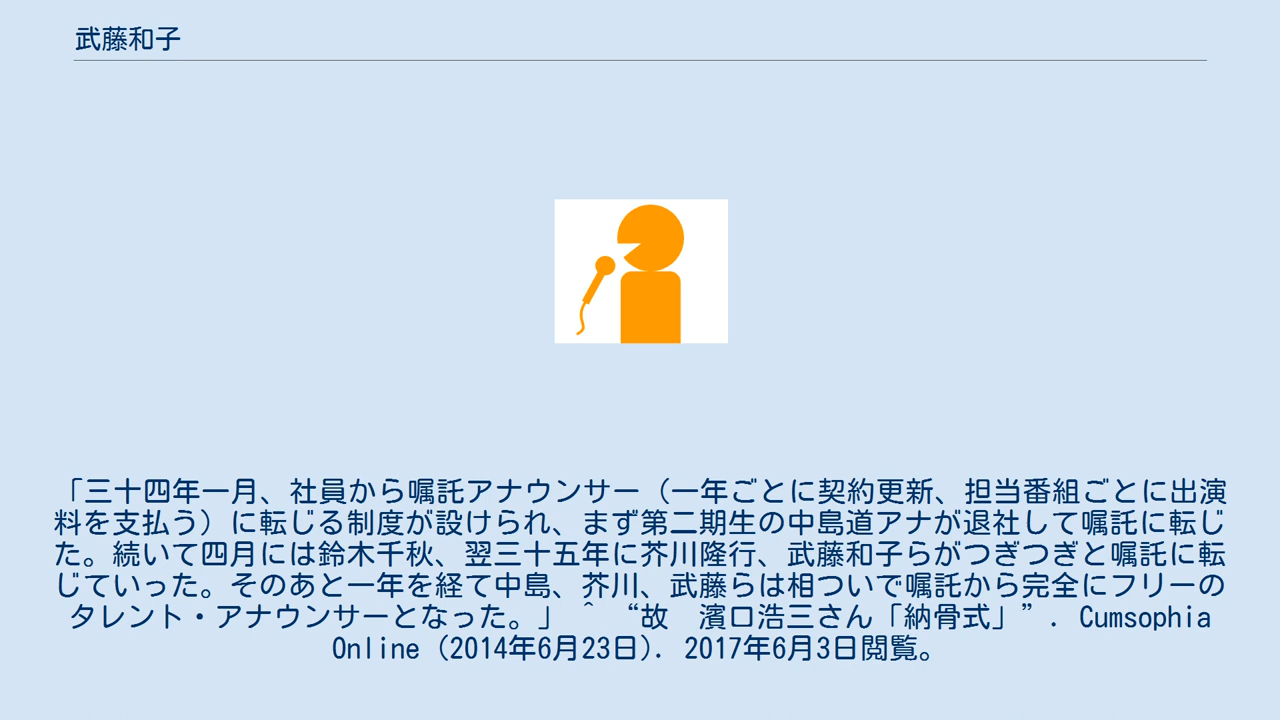 武藤和子
「三十四年一月、社員から嘱託アナウンサー（一年ごとに契約更新、担当番組ごとに出演
料を支払う）に転じる制度が設けられ、まず第二期生の中島道アナが退社して嘱託に転じ
た。続いて四月には鈴木千秋、翌三十五年に芥川隆行、武藤和子らがつぎつぎと嘱託に転
じていった。そのあと一年を経て中島、芥川、武藤らは相ついで嘱託から完全にフリーの
タレント・アナウンサーとなった。」 ^ “故　濱口浩三さん「納骨式」”. Cumsophia
Online (2014年6月23日). 2017年6月3日閲覧。